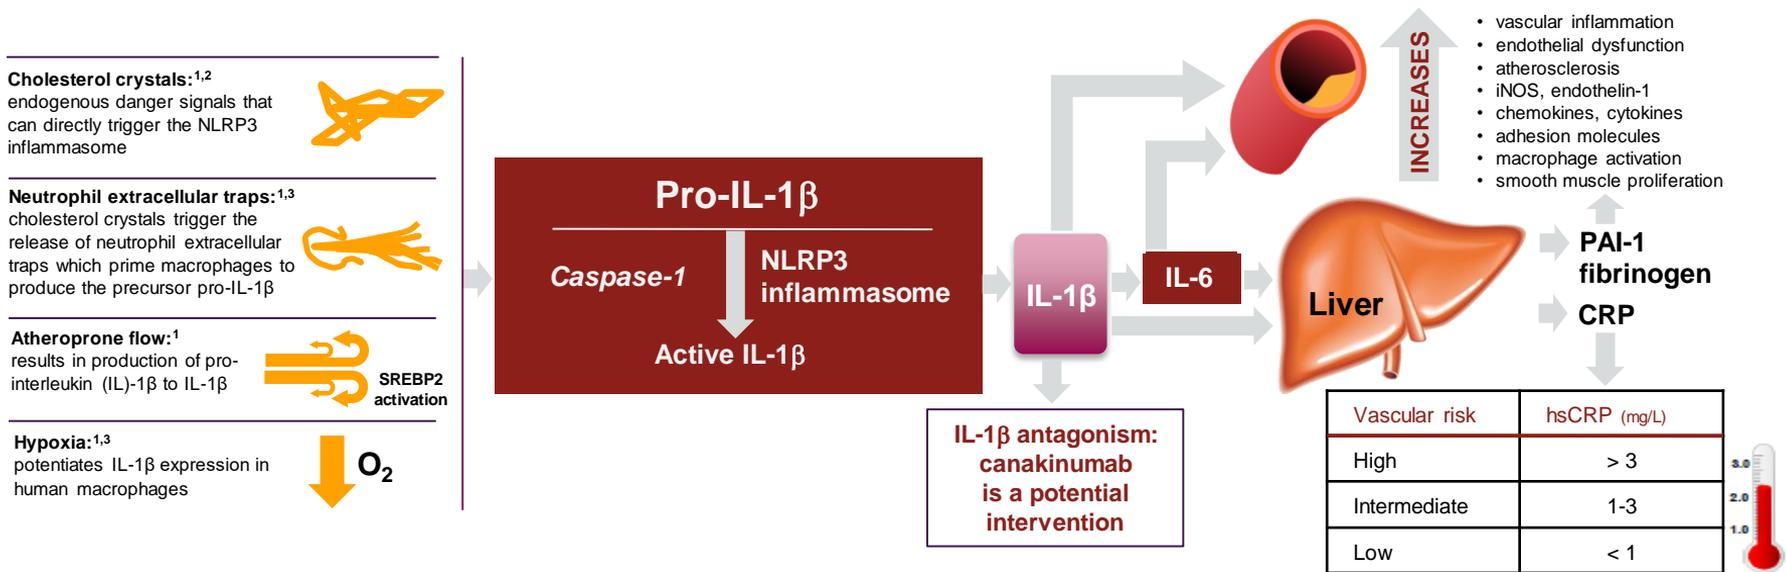 Cholesterol crystals:1,2
endogenous danger signals that
can directly trigger the NLRP3
inflammasome
Neutrophil extracellular traps:1,3
cholesterol crystals trigger the
release of neutrophil extracellular
traps which prime macrophages to
produce the precursor pro-IL-1β
Atheroprone flow:1
results in production of pro-
interleukin (IL)-1β to IL-1β
SREBP2
activation
Hypoxia:1,3
potentiates IL-1β expression in
human macrophages
O2
Pro-IL-1β
Caspase-1
NLRP3
inflammasome
Active IL-1β
IL-1β
IL-6
IL-1β antagonism:
canakinumab
is a potential
intervention
INCREASES
• vascular inflammation
• endothelial dysfunction
• atherosclerosis
• iNOS, endothelin-1
• chemokines, cytokines
• adhesion molecules
• macrophage activation
• smooth muscle proliferation
Liver
PAI-1
fibrinogen
CRP
Vascular risk hsCRP (mg/L)
High > 3
Intermediate 1-3
Low < 1
3.0
2.0
1.0